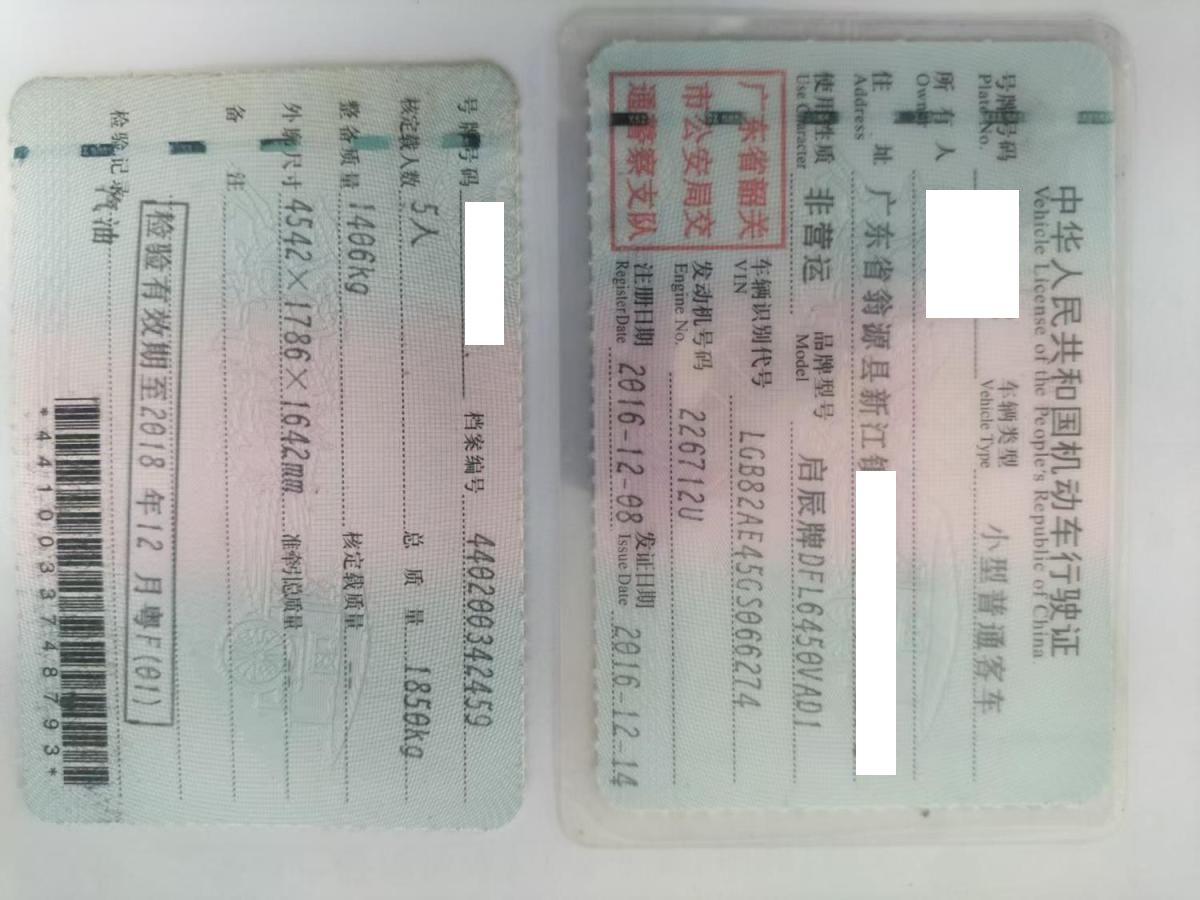 中华人民共和国机动车行驶证
Vehicle License of the People's Republic of China
号牌号码 车辆类型 小型普通客车
Plate No. Vehicle Type
所有人
Owner
住 址 广东省翁源县新江镇
Address
使用性质 非营运 品牌型号 启辰牌DFL6450VAD1
Use Character Model
车辆识别代号 LGBB2AE45GS066274
VIN
发动机号码 226712U
Engine No.
注册日期 2016-12-08 发证日期 2016-12-14
Register Date Issue Date
广东省韶关
市公安局交
通警察支队
号牌号码 档案编号 440200342459
核定载人数 5人 总 质 量 1850kg
整备质量 1406kg 核定载质量 --
外廓尺寸 4542×1786×1642mm 准牵引总质量 --
备 注
检验有效期至2018年12月粤F(01)
检验记录
汽油
*4410033748793*